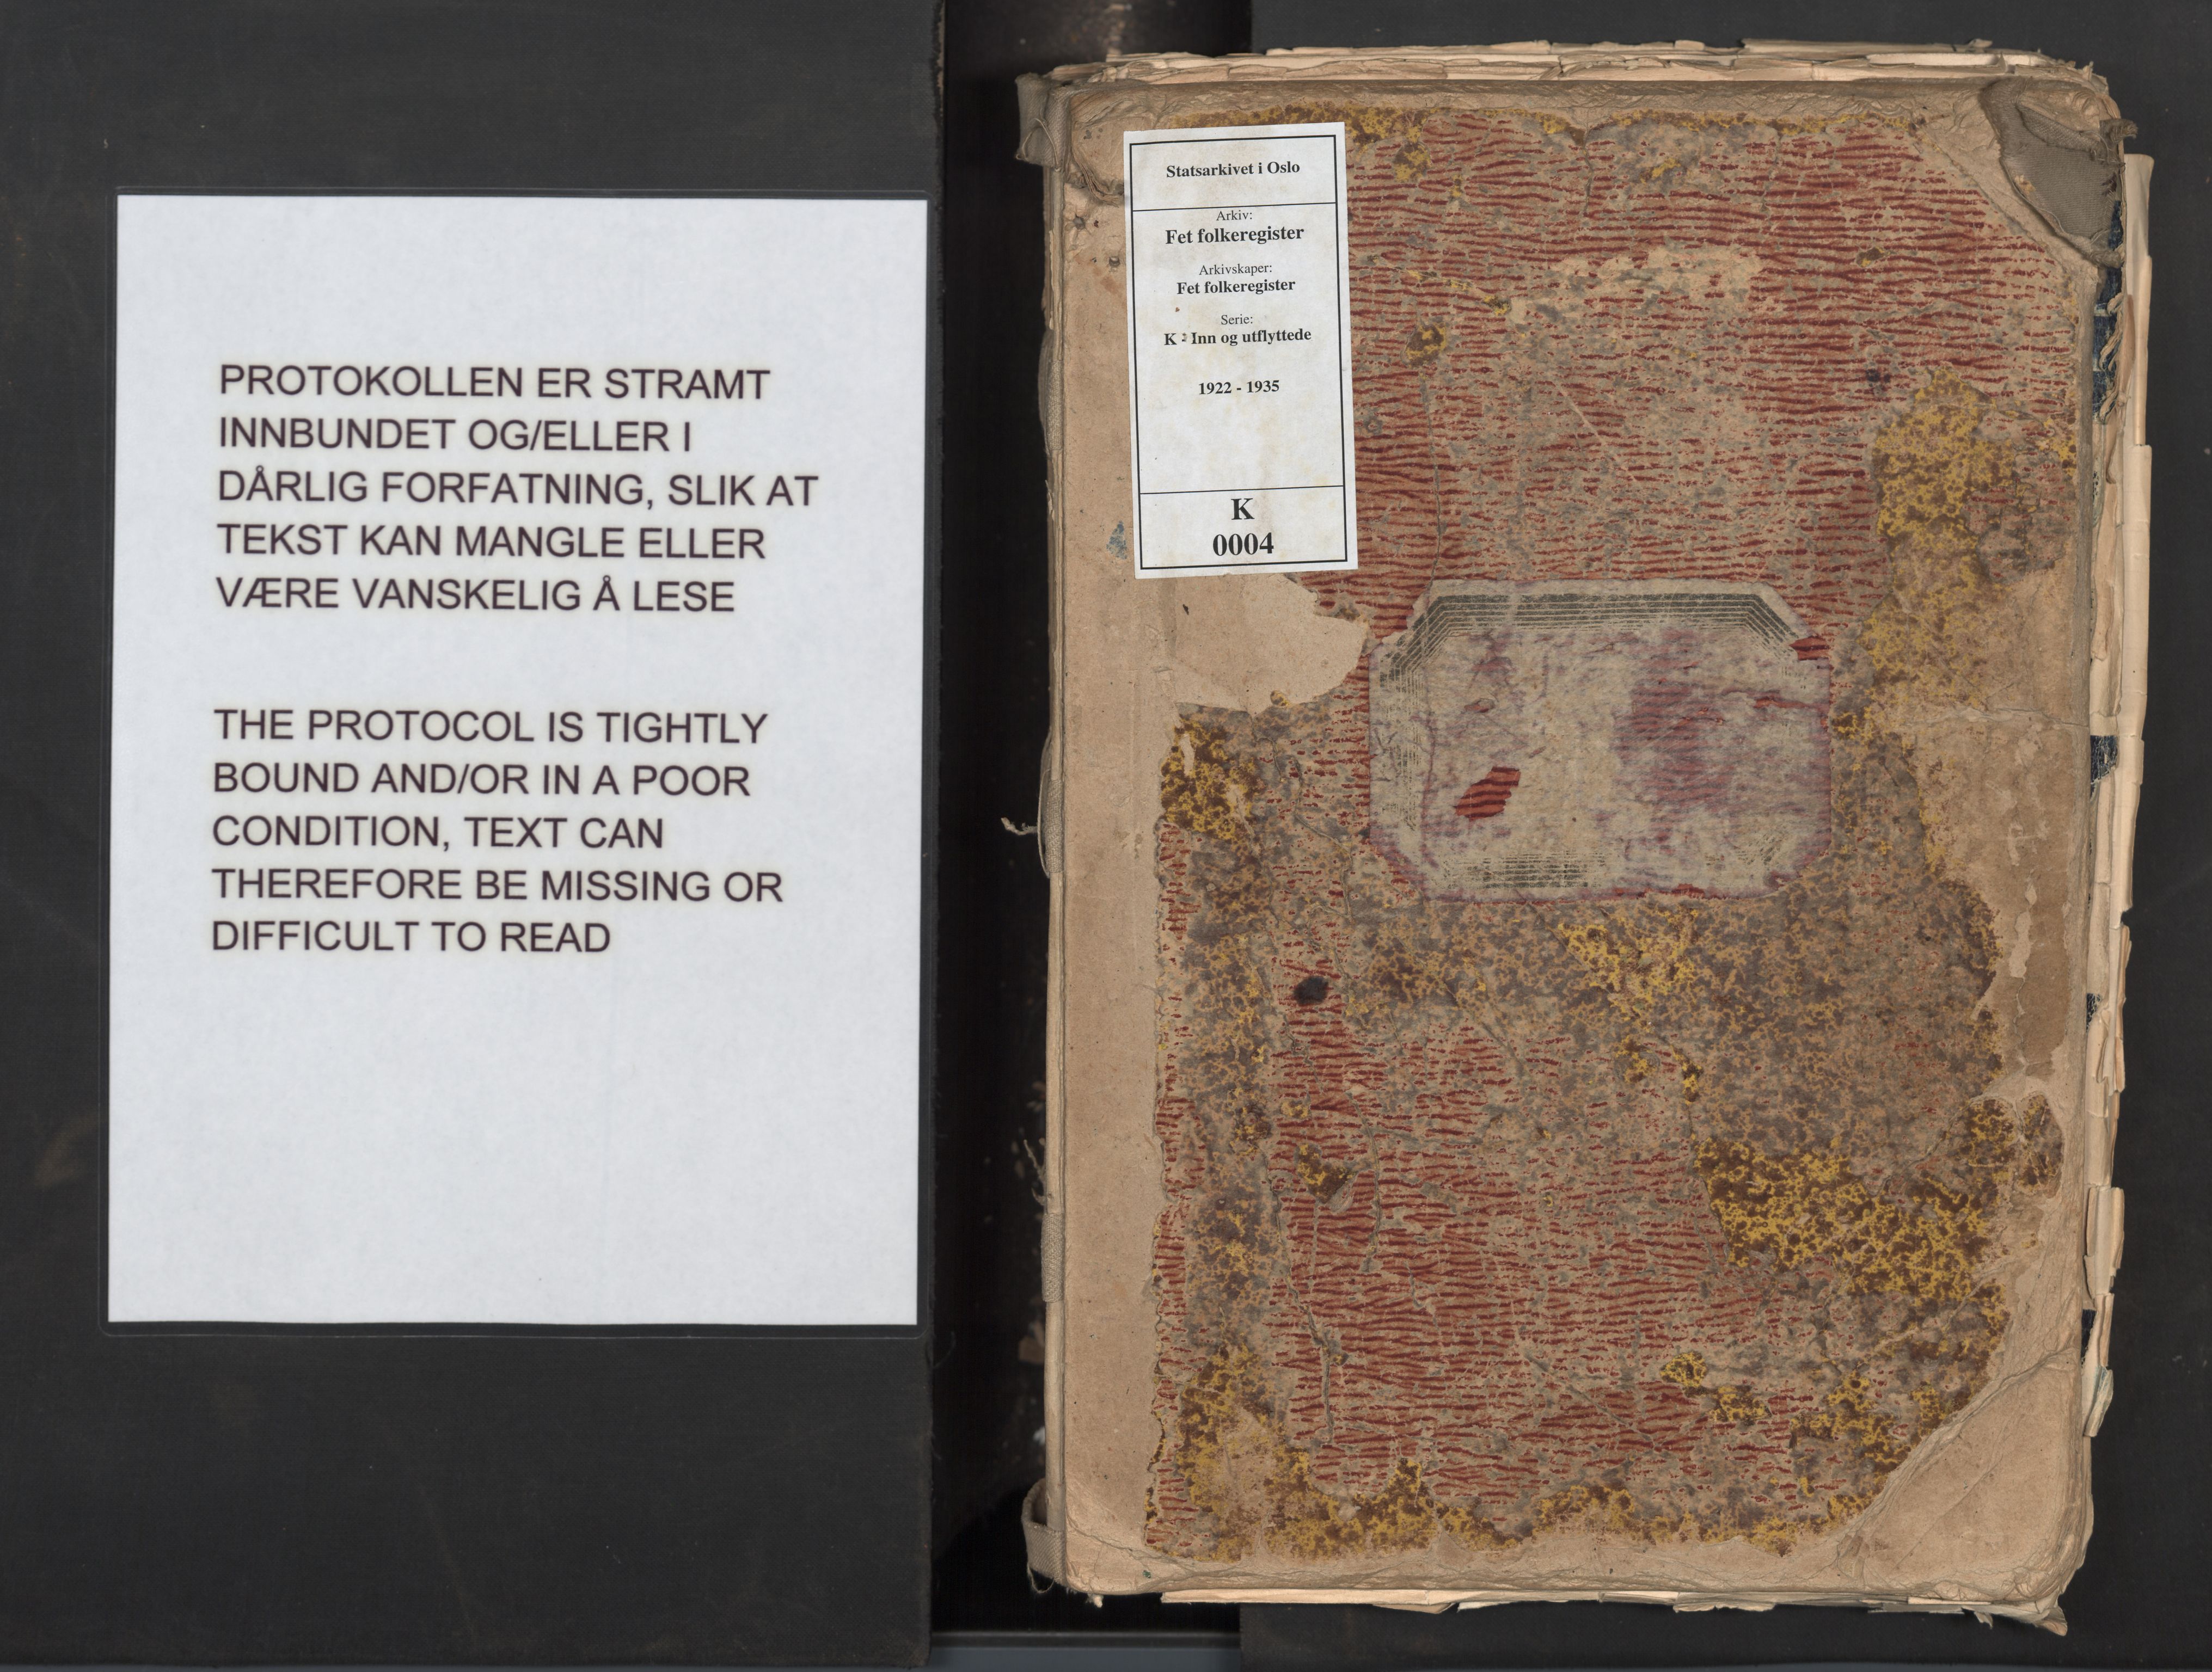 PROTOKOLLEN ER STRAMT
INNBUNDET OG/ELLER I
DÅRLIG FORFATNING, SLIK AT
TEKST KAN MANGLE ELLER
VÆRE VANSKELIG Å LESE
THE PROTOCOL IS TIGHTLY
BOUND AND/OR IN A POOR
CONDITION, TEXT CAN
THEREFORE BE MISSING OR
DIFFICULT TO READ
Statsarkivet i Oslo
Arkiv:
Fet folkeregister
Arkivskaper:
Fet folkeregister
Serie:
K - Inn og utflyttede
1922 - 1935
K
0004